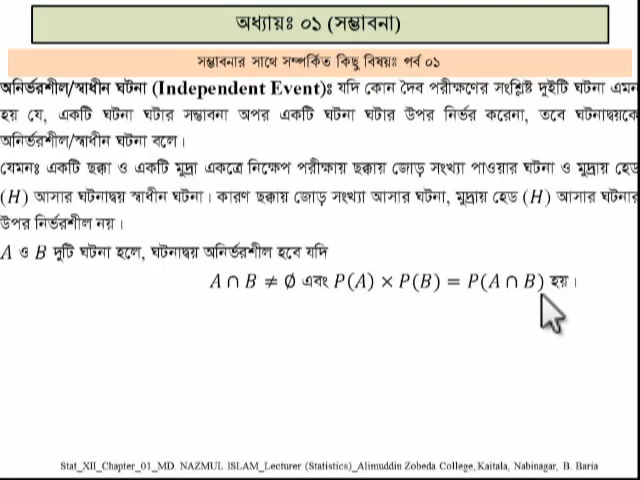 অধ্যায়ঃ ০১ (সম্ভাবনা)
সম্ভাবনার সাথে সম্পর্কিত কিছু বিষয়ঃ পর্ব ০১
অনির্ভরশীল/স্বাধীন ঘটনা (Independent Event)ঃ যদি কোন দৈব পরীক্ষণের সংশ্লিষ্ট দুইটি ঘটনা এমন
হয় যে, একটি ঘটনা ঘটার সম্ভাবনা অপর একটি ঘটনা ঘটার উপর নির্ভর করেনা, তবে ঘটনাদ্বয়কে
অনির্ভরশীল/স্বাধীন ঘটনা বলে।
যেমনঃ একটি ছক্কা ও একটি মুদ্রা একত্রে নিক্ষেপ পরীক্ষায় ছক্কায় জোড় সংখ্যা পাওয়ার ঘটনা ও মুদ্রায় হেড
(H) আসার ঘটনাদ্বয় স্বাধীন ঘটনা। কারণ ছক্কায় জোড় সংখ্যা আসার ঘটনা, মুদ্রায় হেড (H) আসার ঘটনার
উপর নির্ভরশীল নয়।
A ও B দুটি ঘটনা হলে, ঘটনাদ্বয় অনির্ভরশীল হবে যদি
A ∩ B ≠ ∅ এবং P(A) × P(B) = P(A ∩ B) হয়।
Stat_XII_Chapter_01_MD. NAZMUL ISLAM_Lecturer (Statistics)_Alimuddin Zobeda College, Kaitala, Nabinagar, B. Baria